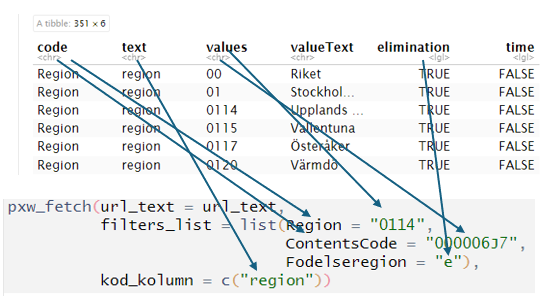 A tibble: 351 × 6
code text values valueText elimination time
<chr> <chr> <chr> <chr> <lgl> <lgl>
Region region 00 Riket TRUE FALSE
Region region 01 Stockhol... TRUE FALSE
Region region 0114 Upplands ... TRUE FALSE
Region region 0115 Vallentuna TRUE FALSE
Region region 0117 Österåker TRUE FALSE
Region region 0120 Värmdö TRUE FALSE
pxw_fetch(url_text = url_text,
filters_list = list(Region = "0114",
ContentsCode = "000006J7",
Fodelseregion = "e"),
kod_kolumn = c("region"))